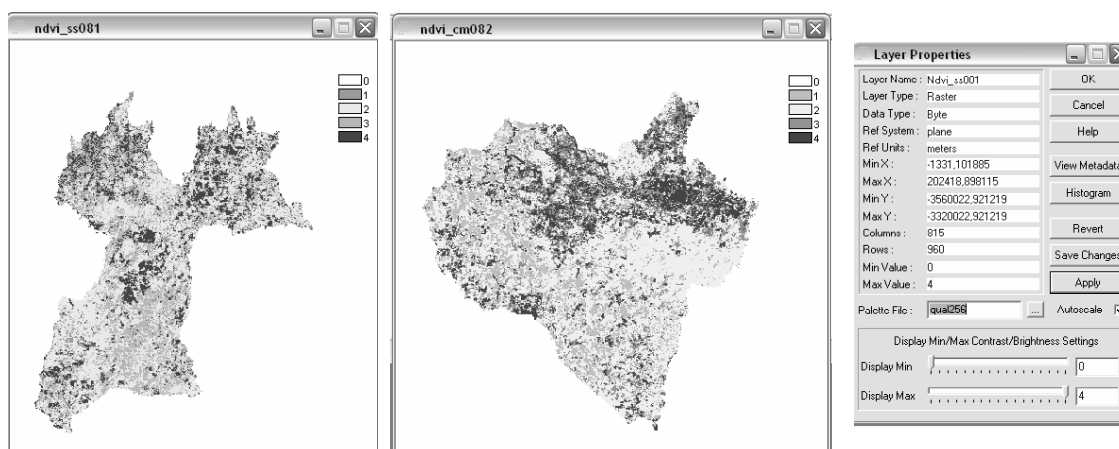 ndvi_ss081
0
1
2
3
4
ndvi_cm082
0
1
2
3
4
Layer Properties
Layer Name : Ndvi_ss001
Layer Type : Raster
Data Type : Byte
Ref System : plane
Ref Units : meters
Min X : -1331,101885
Max X : 202418,898115
Min Y : -3560022,921219
Max Y : -3320022,921219
Columns : 815
Rows : 960
Min Value : 0
Max Value : 4
OK
Cancel
Help
View Metadata
Histogram
Revert
Save Changes
Apply
Palette File : qual256 ... Autoscale
Display Min/Max Contrast/Brightness Settings
Display Min 0
Display Max 4